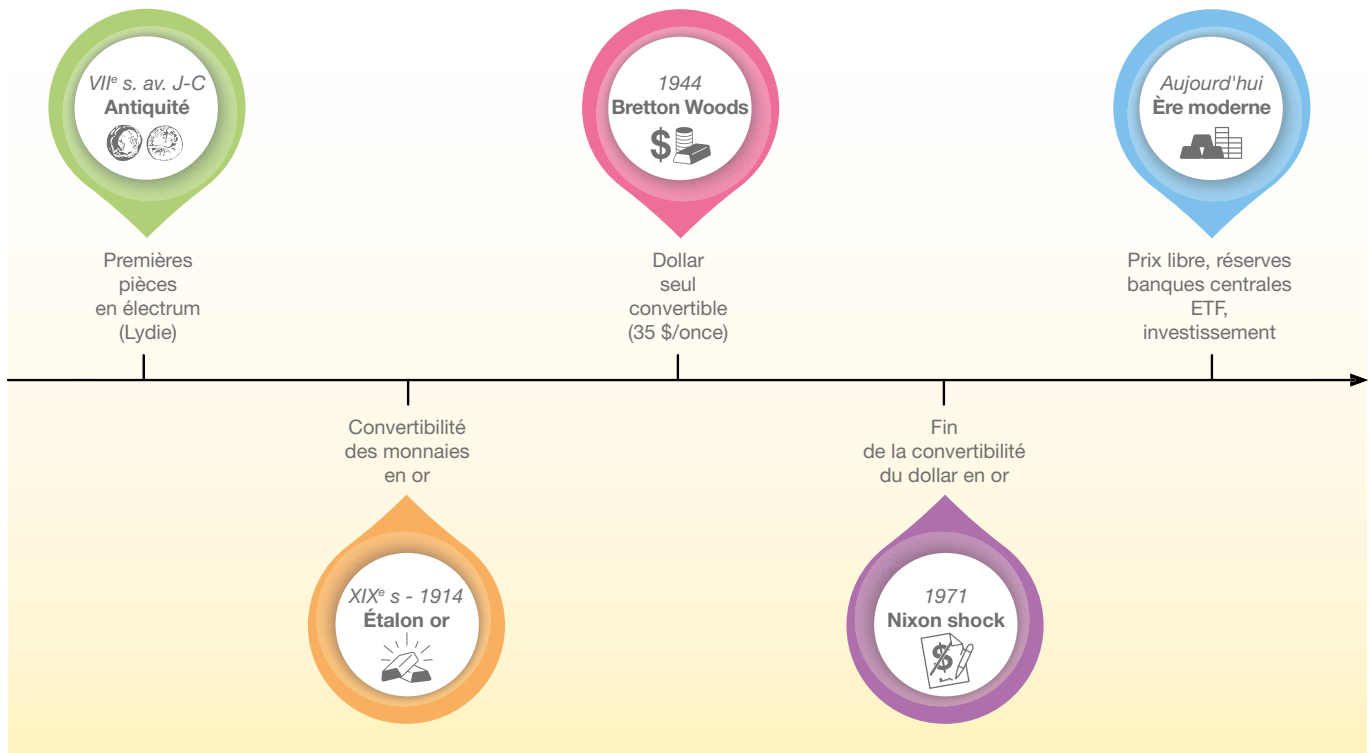 VIIe s. av. J-C
Antiquité
Premières
pièces
en électrum
(Lydie)
XIXe s - 1914
Étalon or
Convertibilité
des monnaies
en or
1944
Bretton Woods
$
Dollar
seul
convertible
(35 $/once)
1971
Nixon shock
$
Fin
de la convertibilité
du dollar en or
Aujourd'hui
Ère moderne
Prix libre, réserves
banques centrales
ETF,
investissement